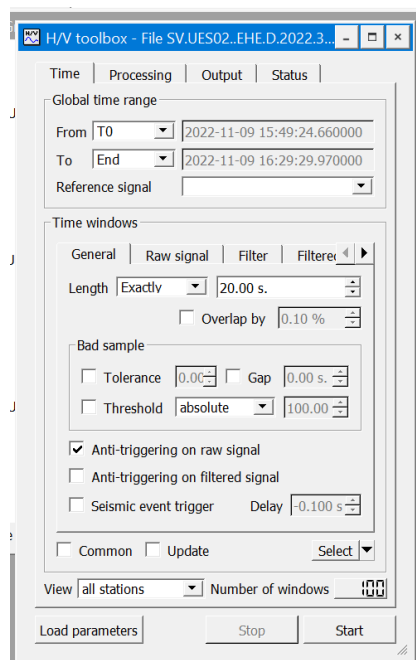 H/V toolbox - File SV.UES02..EHE.D.2022.3...
Time Processing Output Status
Global time range
From T0 2022-11-09 15:49:24.660000
To End 2022-11-09 16:29:29.970000
Reference signal
Time windows
General Raw signal Filter Filtered
Length Exactly 20.00 s.
Overlap by 0.10 %
Bad sample
Tolerance 0.00 Gap 0.00 s.
Threshold absolute 100.00
Anti-triggering on raw signal
Anti-triggering on filtered signal
Seismic event trigger Delay -0.100 s
Common Update Select
View all stations Number of windows 100
Load parameters Stop Start